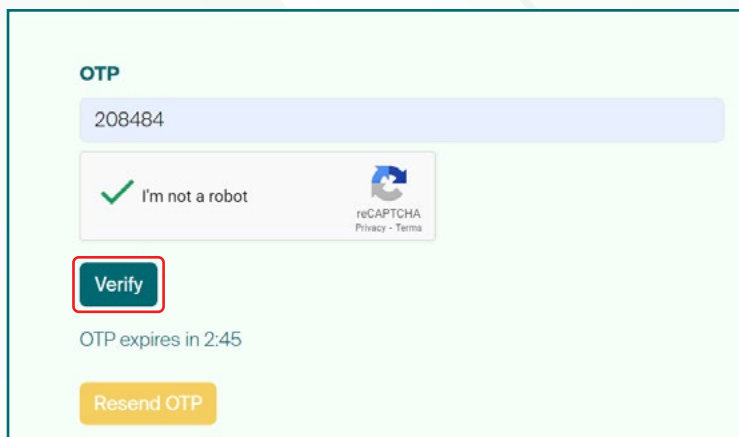 OTP
208484
I'm not a robot
reCAPTCHA
Privacy - Terms
Verify
OTP expires in 2:45
Resend OTP